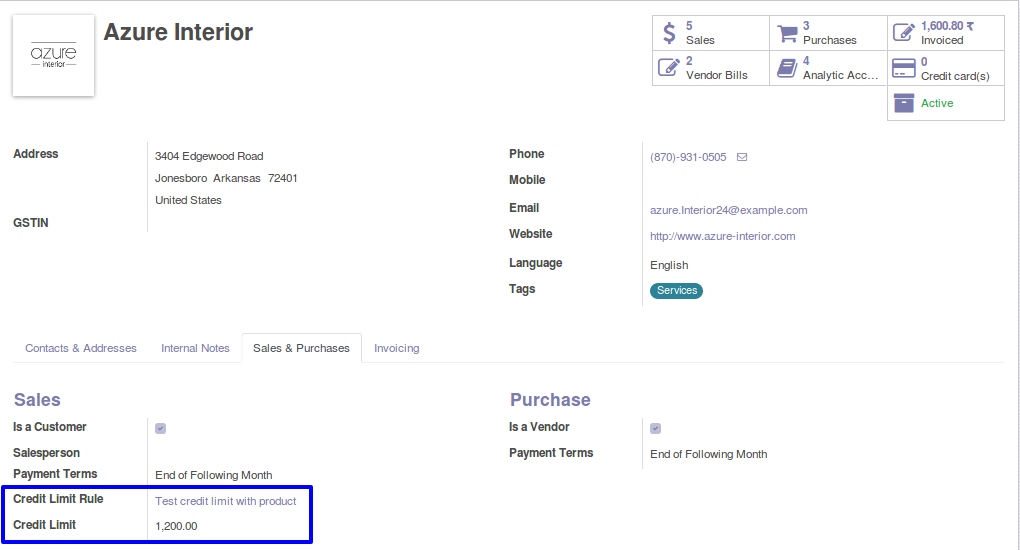 azure
interior
Azure Interior
5
Sales
3
Purchases
1,600.80 ₹
Invoiced
2
Vendor Bills
4
Analytic Acc...
0
Credit card(s)
Active
Address
3404 Edgewood Road
Jonesboro Arkansas 72401
United States
GSTIN
Phone (870)-931-0505
Mobile
Email azure.Interior24@example.com
Website http://www.azure-interior.com
Language English
Tags Services
Contacts & Addresses Internal Notes Sales & Purchases Invoicing
Sales
Is a Customer
Salesperson
Payment Terms End of Following Month
Credit Limit Rule Test credit limit with product
Credit Limit 1,200.00
Purchase
Is a Vendor
Payment Terms End of Following Month